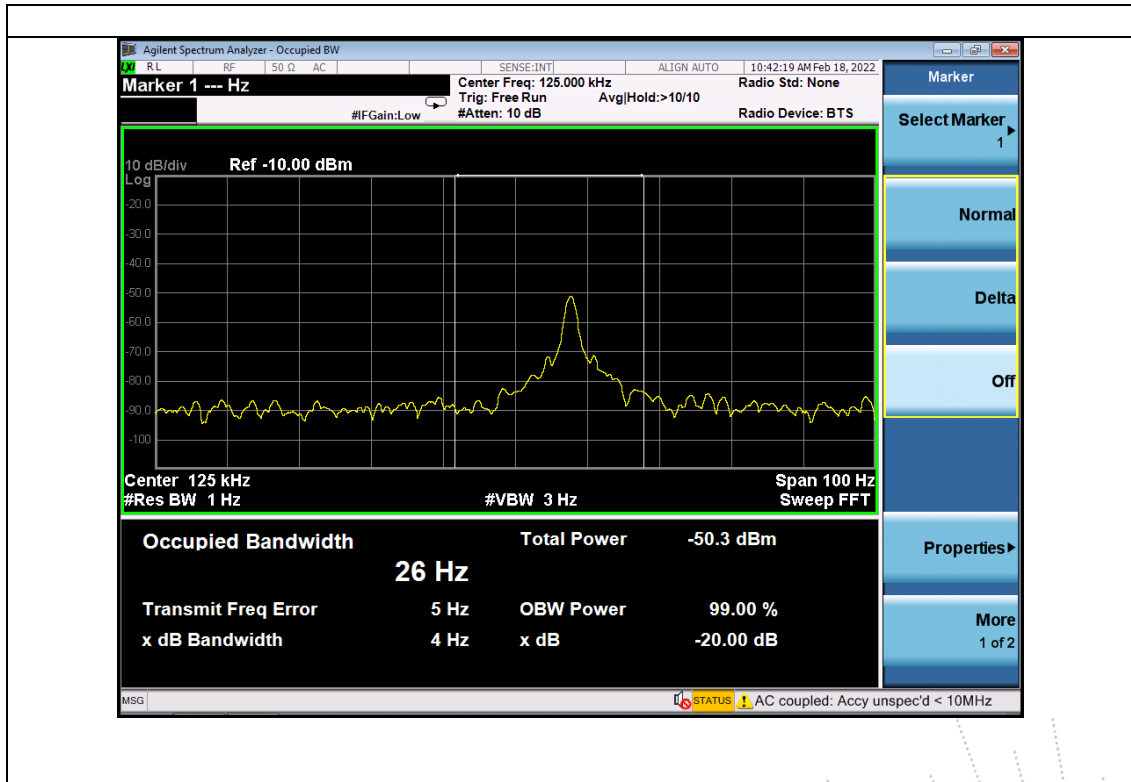 Agilent Spectrum Analyzer - Occupied BW
LXI RL RF 50 Ω AC SENSE:INT ALIGN AUTO 10:42:19 AM Feb 18, 2022
Marker 1 --- Hz
Center Freq: 125.000 kHz Radio Std: None
Trig: Free Run Avg|Hold:>10/10
#IFGain:Low #Atten: 10 dB Radio Device: BTS
10 dB/div Ref -10.00 dBm
Log
-20.0
-30.0
-40.0
-50.0
-60.0
-70.0
-80.0
-90.0
-100
Center 125 kHz Span 100 Hz
#Res BW 1 Hz #VBW 3 Hz Sweep FFT
Occupied Bandwidth Total Power -50.3 dBm
26 Hz
Transmit Freq Error 5 Hz OBW Power 99.00 %
x dB Bandwidth 4 Hz x dB -20.00 dB
MSG STATUS AC coupled: Accy unspec'd < 10MHz
Marker
Select Marker
1
Normal
Delta
Off
Properties
More
1 of 2